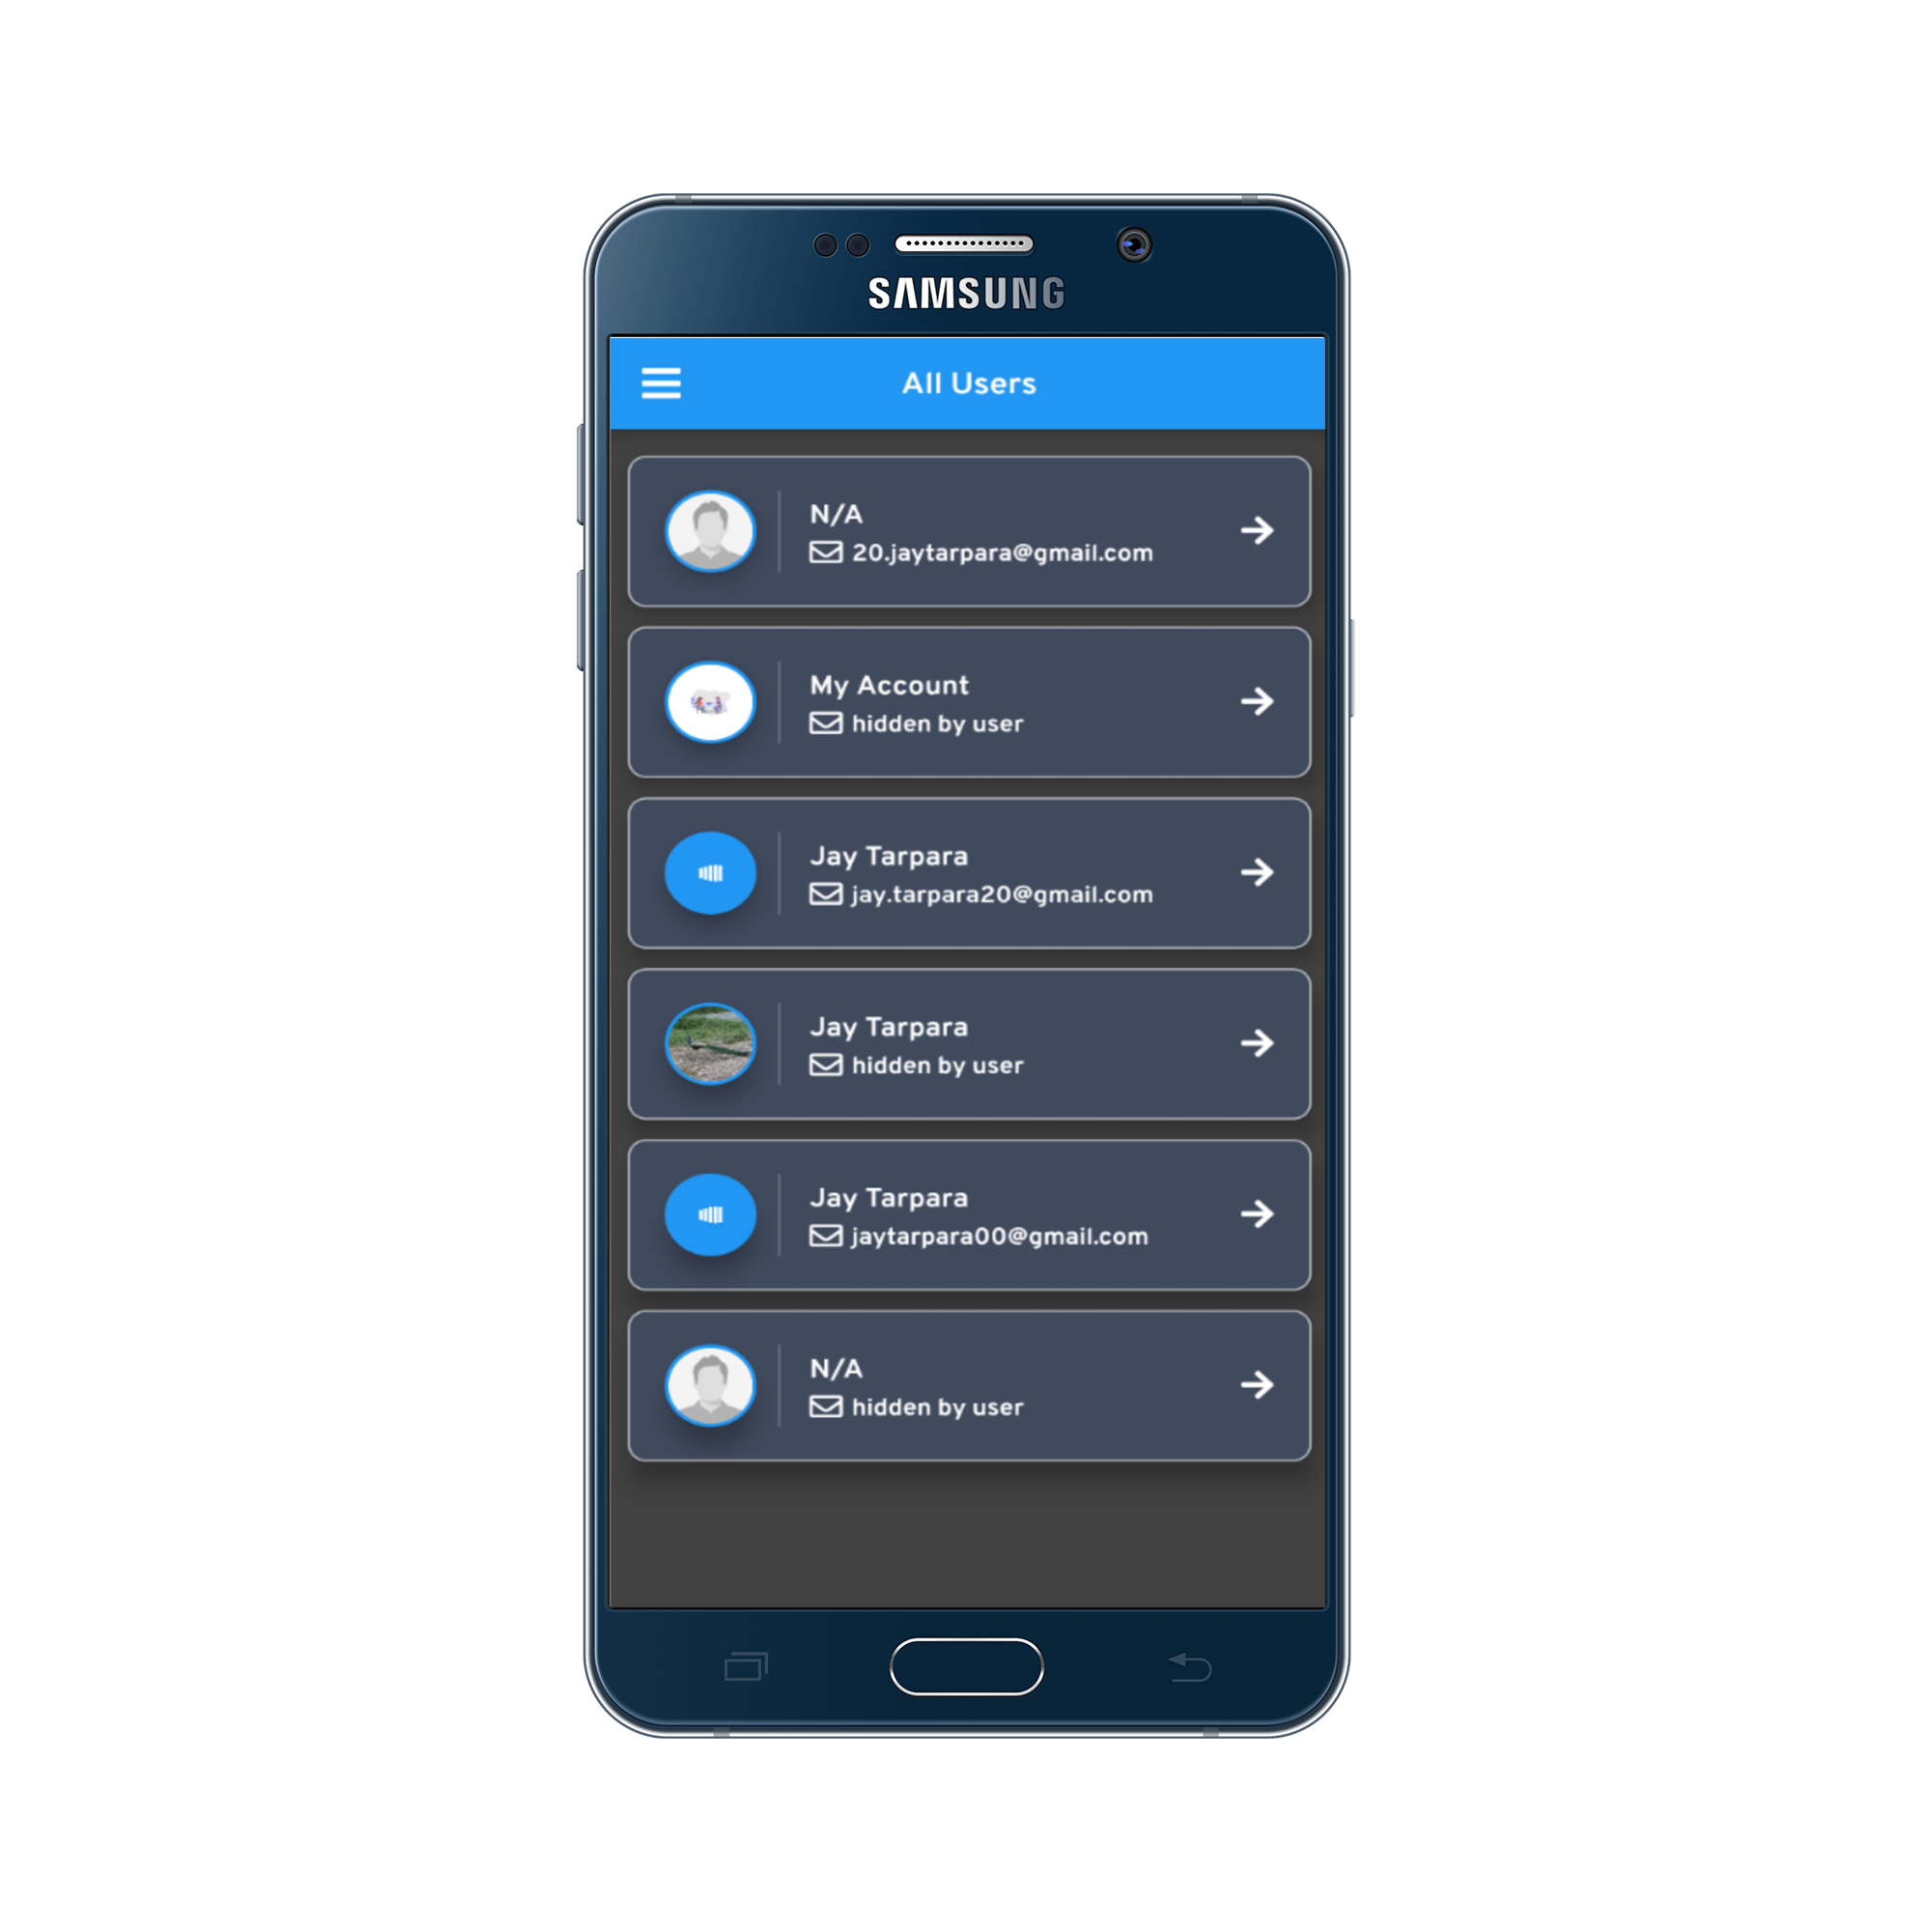 SAMSUNG
All Users
N/A
20.jaytarpara@gmail.com
My Account
hidden by user
Jay Tarpara
jay.tarpara20@gmail.com
Jay Tarpara
hidden by user
Jay Tarpara
jaytarpara00@gmail.com
N/A
hidden by user